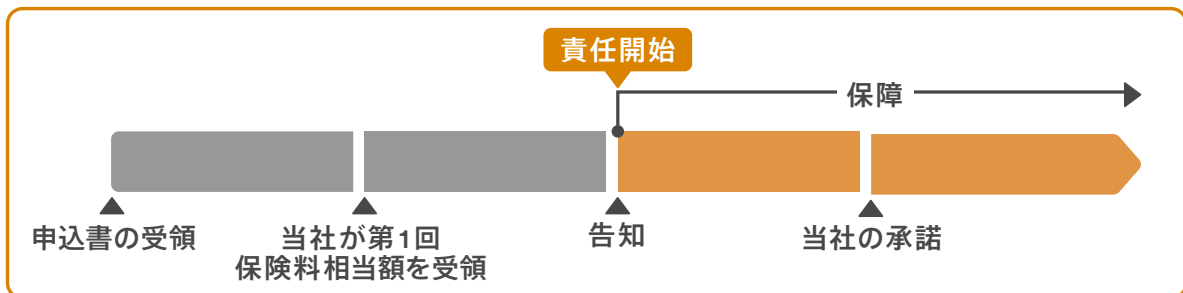 責任開始
保障
申込書の受領
当社が第1回
保険料相当額を受領
告知
当社の承諾